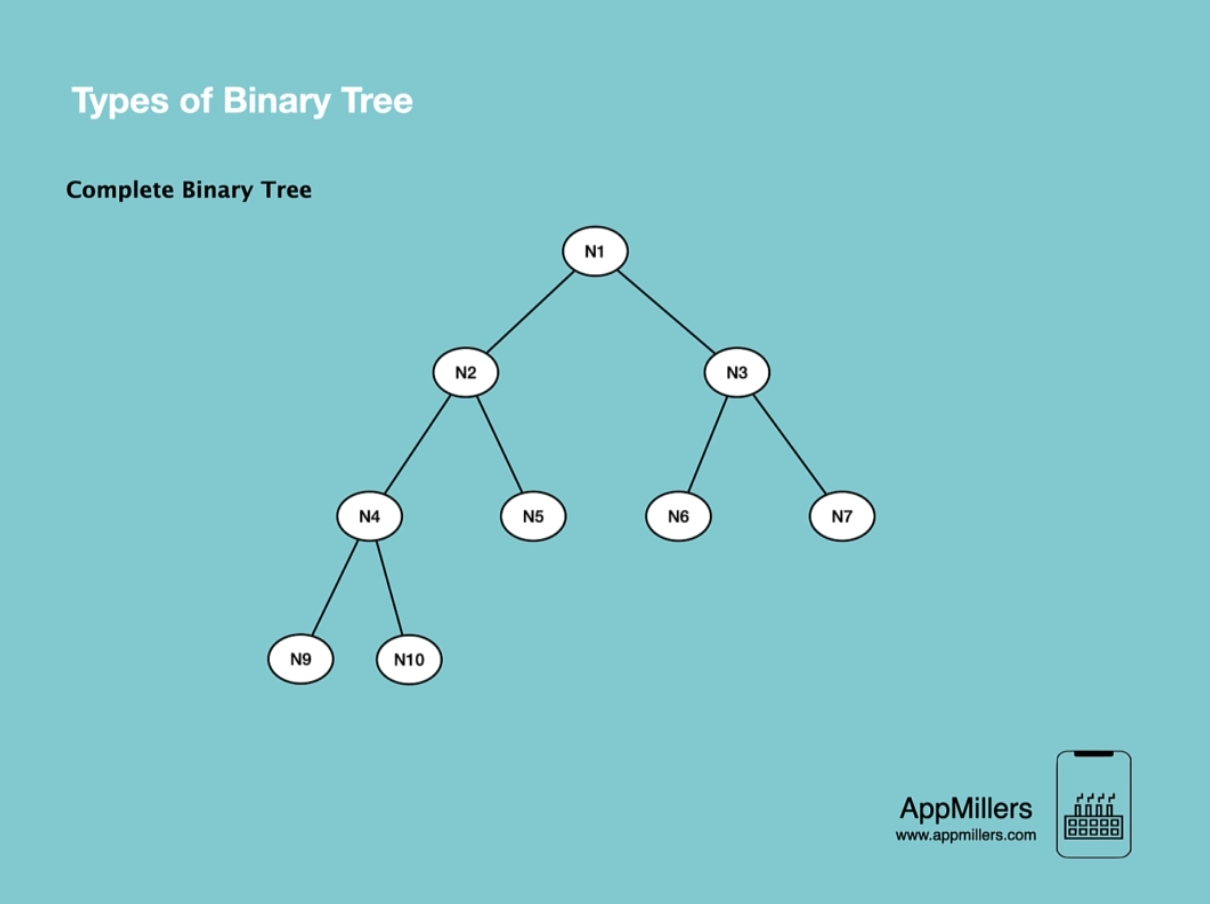 Types of Binary Tree
Complete Binary Tree
N1
N2 N3
N4 N5 N6 N7
N9 N10
AppMillers
www.appmillers.com